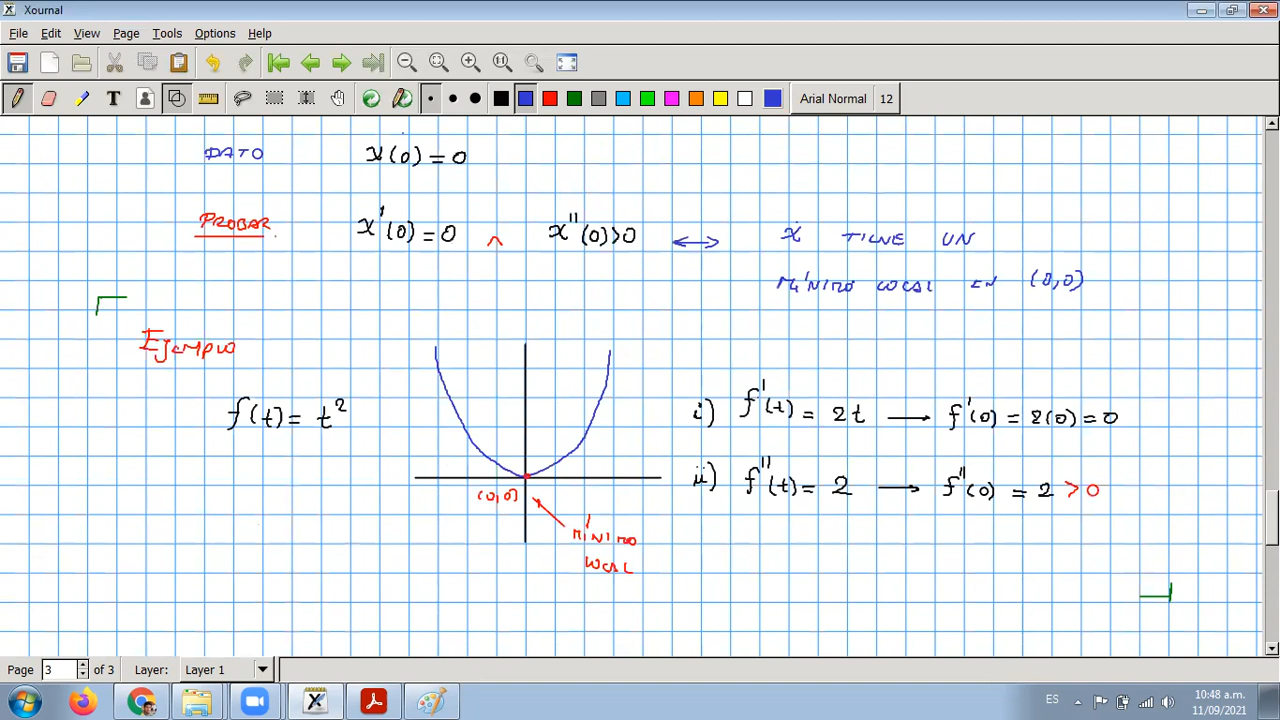 Xournal
File Edit View Page Tools Options Help
T Arial Normal 12
DATO x(0) = 0
PROBAR x'(0) = 0 ∧ x''(0) > 0 ↔ x TIENE UN
MÍNIMO LOCAL EN (0,0)
Ejemplo
f(t) = t²
i) f'(t) = 2t → f'(0) = 2(0) = 0
ii) f''(t) = 2 → f''(0) = 2 > 0
(0,0)
MÍNIMO
LOCAL
Page 3 of 3 Layer: Layer 1
ES 10:48 a.m.
11/09/2021